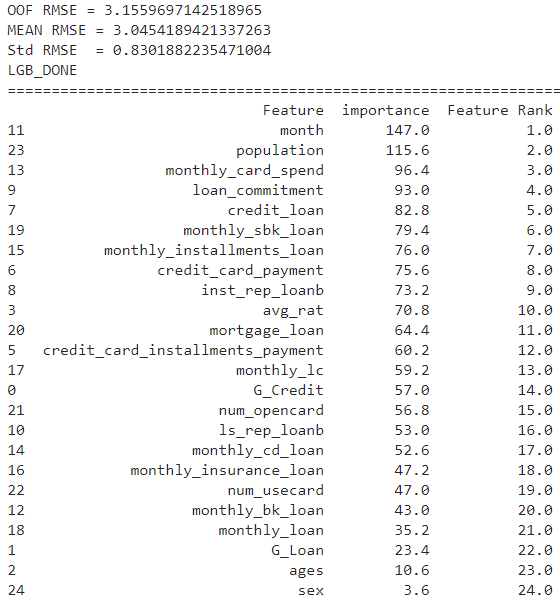 OOF RMSE = 3.1559697142518965
MEAN RMSE = 3.0454189421337263
Std RMSE  = 0.8301882235471004
LGB_DONE
================================================================
Feature  importance  Feature Rank
11 month 147.0 1.0
23 population 115.6 2.0
13 monthly_card_spend 96.4 3.0
9 loan_commitment 93.0 4.0
7 credit_loan 82.8 5.0
19 monthly_sbk_loan 79.4 6.0
15 monthly_installments_loan 76.0 7.0
6 credit_card_payment 75.6 8.0
8 inst_rep_loanb 73.2 9.0
3 avg_rat 70.8 10.0
20 mortgage_loan 64.4 11.0
5 credit_card_installments_payment 60.2 12.0
17 monthly_lc 59.2 13.0
0 G_Credit 57.0 14.0
21 num_opencard 56.8 15.0
10 ls_rep_loanb 53.0 16.0
14 monthly_cd_loan 52.6 17.0
16 monthly_insurance_loan 47.2 18.0
22 num_usecard 47.0 19.0
12 monthly_bk_loan 43.0 20.0
18 monthly_loan 35.2 21.0
1 G_Loan 23.4 22.0
2 ages 10.6 23.0
24 sex 3.6 24.0